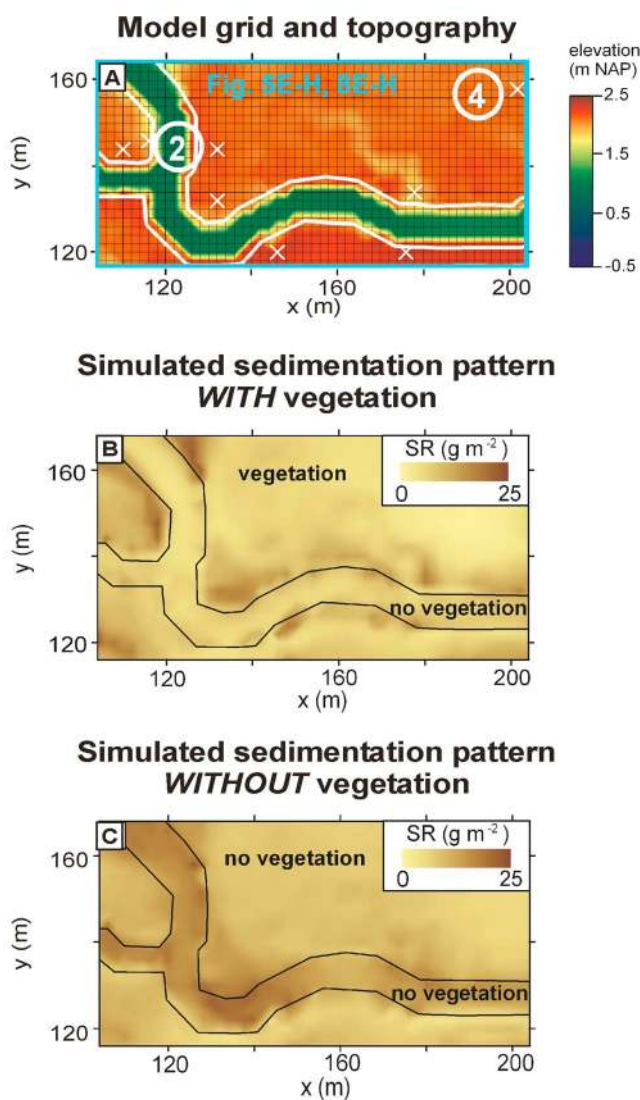 Model grid and topography
A
Fig. 5E-H, 8E-H
4
2
160
120
y (m)
120
160
200
x (m)
elevation
(m NAP)
2.5
1.5
0.5
-0.5
Simulated sedimentation pattern
WITH vegetation
B
SR (g m⁻²)
0
25
vegetation
no vegetation
160
120
y (m)
120
160
200
x (m)
Simulated sedimentation pattern
WITHOUT vegetation
C
SR (g m⁻²)
0
25
no vegetation
no vegetation
160
120
y (m)
120
160
200
x (m)